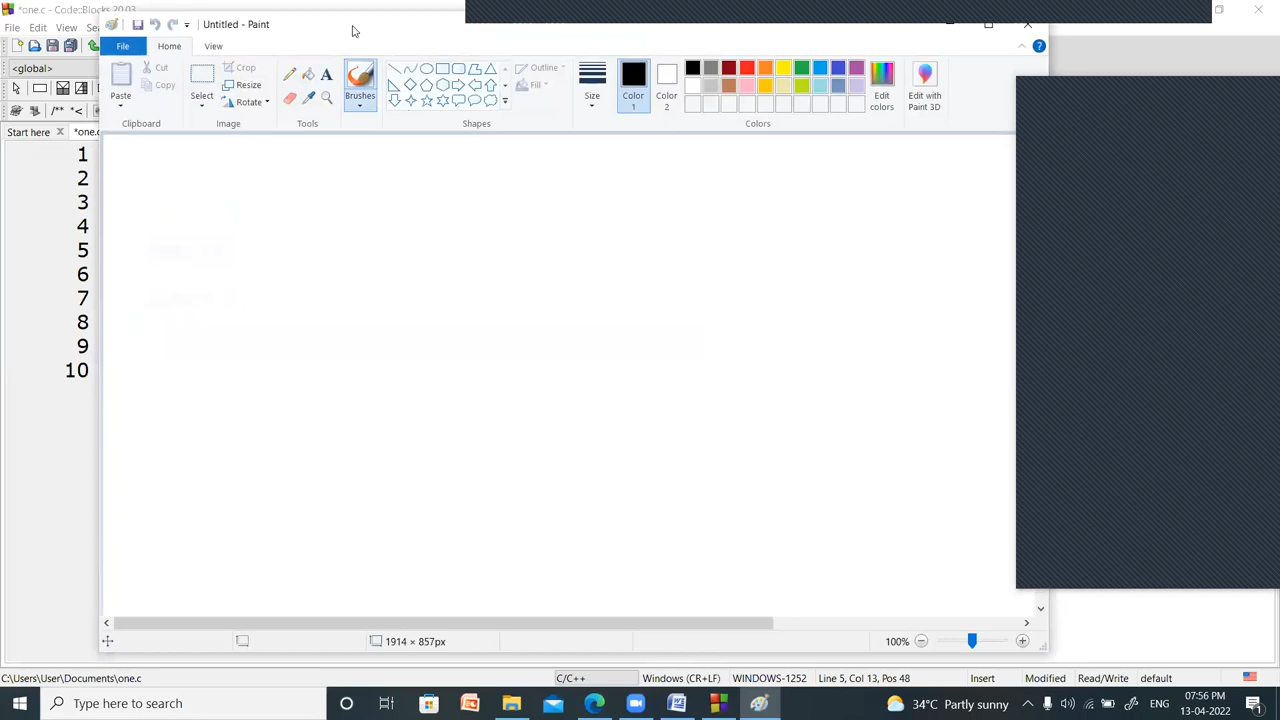 *one.c - Code::Blocks 20.03
File Edit View Sea
Untitled - Paint
File Home View
Cut
Copy
Paste
Crop
Resize
Rotate
Select
Brushes
Outline
Fill
Size
Color 1
Color 2
Edit colors
Edit with Paint 3D
Clipboard Image Tools Shapes Colors
<global>
/** *<
Start here *one.c
1
2
3
4
5
6
7
8
9
10
1914 × 857px 100%
C:\Users\User\Documents\one.c C/C++ Windows (CR+LF) WINDOWS-1252 Line 5, Col 13, Pos 48 Insert Modified Read/Write default
Type here to search
34°C Partly sunny ENG 07:56 PM
13-04-2022
1